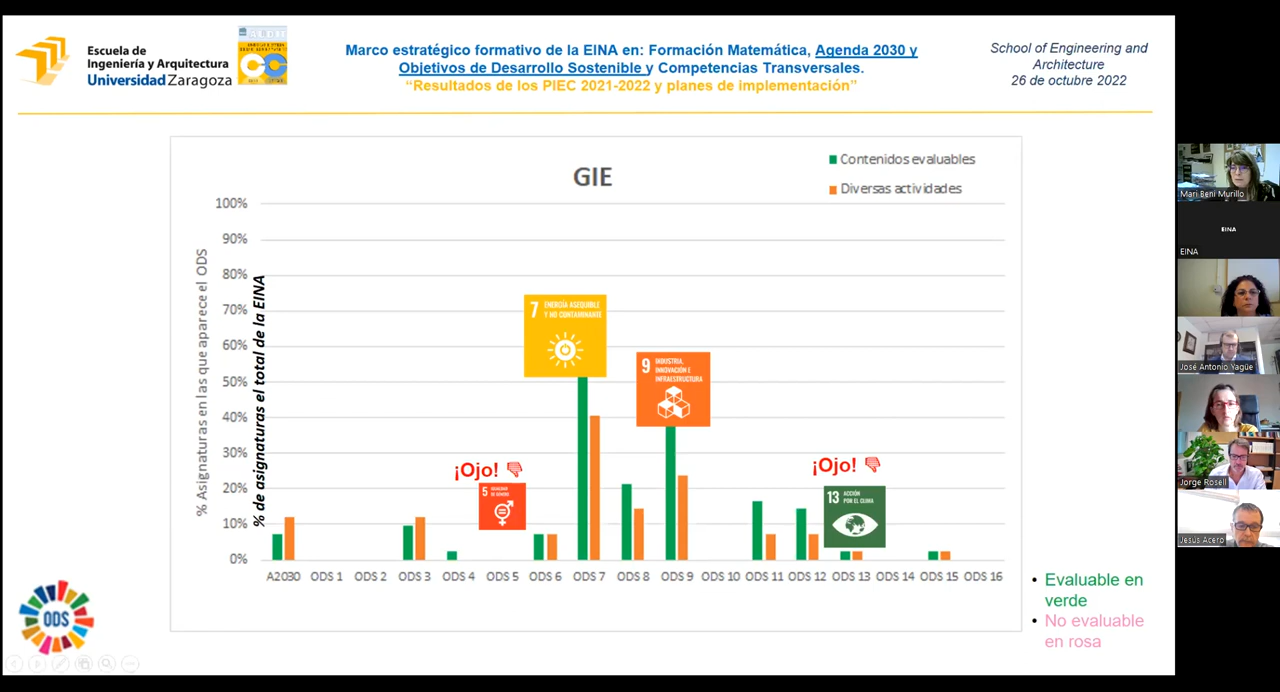 Escuela de
Ingeniería y Arquitectura
Universidad Zaragoza
Marco estratégico formativo de la EINA en: Formación Matemática, Agenda 2030 y
Objetivos de Desarrollo Sostenible y Competencias Transversales.
“Resultados de los PIEC 2021-2022 y planes de implementación”
School of Engineering and
Architecture
26 de octubre 2022
GIE
Contenidos evaluables
Diversas actividades
% Asignaturas en las que aparece el ODS
% de asignaturas el total de la EINA
100%
90%
80%
70%
60%
50%
40%
30%
20%
10%
0%
7 ENERGÍA ASEQUIBLE
Y NO CONTAMINANTE
9 INDUSTRIA,
INNOVACIÓN E
INFRAESTRUCTURA
¡Ojo!
5 IGUALDAD
DE GÉNERO
¡Ojo!
13 ACCIÓN
POR EL CLIMA
A2030 ODS 1 ODS 2 ODS 3 ODS 4 ODS 5 ODS 6 ODS 7 ODS 8 ODS 9 ODS 10 ODS 11 ODS 12 ODS 13 ODS 14 ODS 15 ODS 16
• Evaluable en
verde
• No evaluable
en rosa
ODS
Mari Beni Murillo
EINA
EINA
José Antonio Yagüe
Jorge Rosell
Jesús Acero